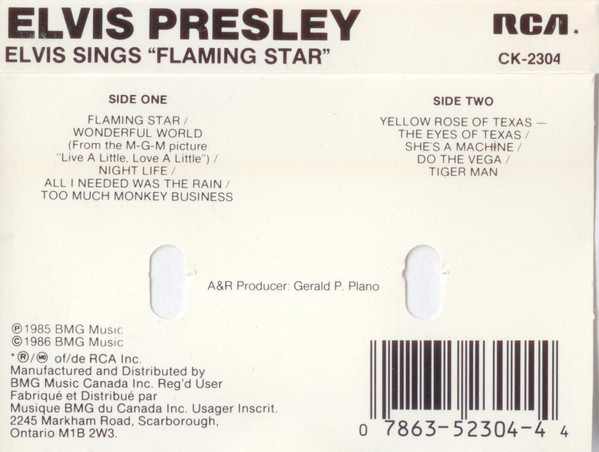 ELVIS PRESLEY
RCA.
ELVIS SINGS "FLAMING STAR"
CK-2304
SIDE ONE
FLAMING STAR /
WONDERFUL WORLD
(From the M-G-M picture
"Live A Little, Love A Little") /
NIGHT LIFE /
ALL I NEEDED WAS THE RAIN /
TOO MUCH MONKEY BUSINESS
SIDE TWO
YELLOW ROSE OF TEXAS —
THE EYES OF TEXAS /
SHE'S A MACHINE /
DO THE VEGA /
TIGER MAN
A&R Producer: Gerald P. Plano
℗ 1985 BMG Music
© 1986 BMG Music
*®/ of/de RCA Inc.
Manufactured and Distributed by
BMG Music Canada Inc. Reg'd User
Fabriqué et Distribué par
Musique BMG du Canada Inc. Usager Inscrit.
2245 Markham Road, Scarborough,
Ontario M1B 2W3.
0 7863-52304-4 4